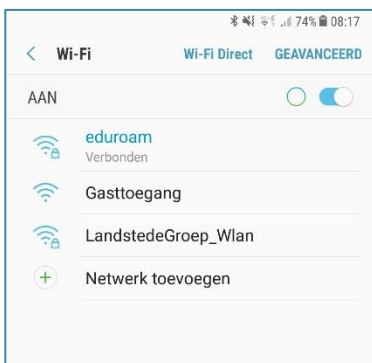 74% 08:17
Wi-Fi Wi-Fi Direct GEAVANCEERD
AAN
eduroam
Verbonden
Gasttoegang
LandstedeGroep_Wlan
Netwerk toevoegen